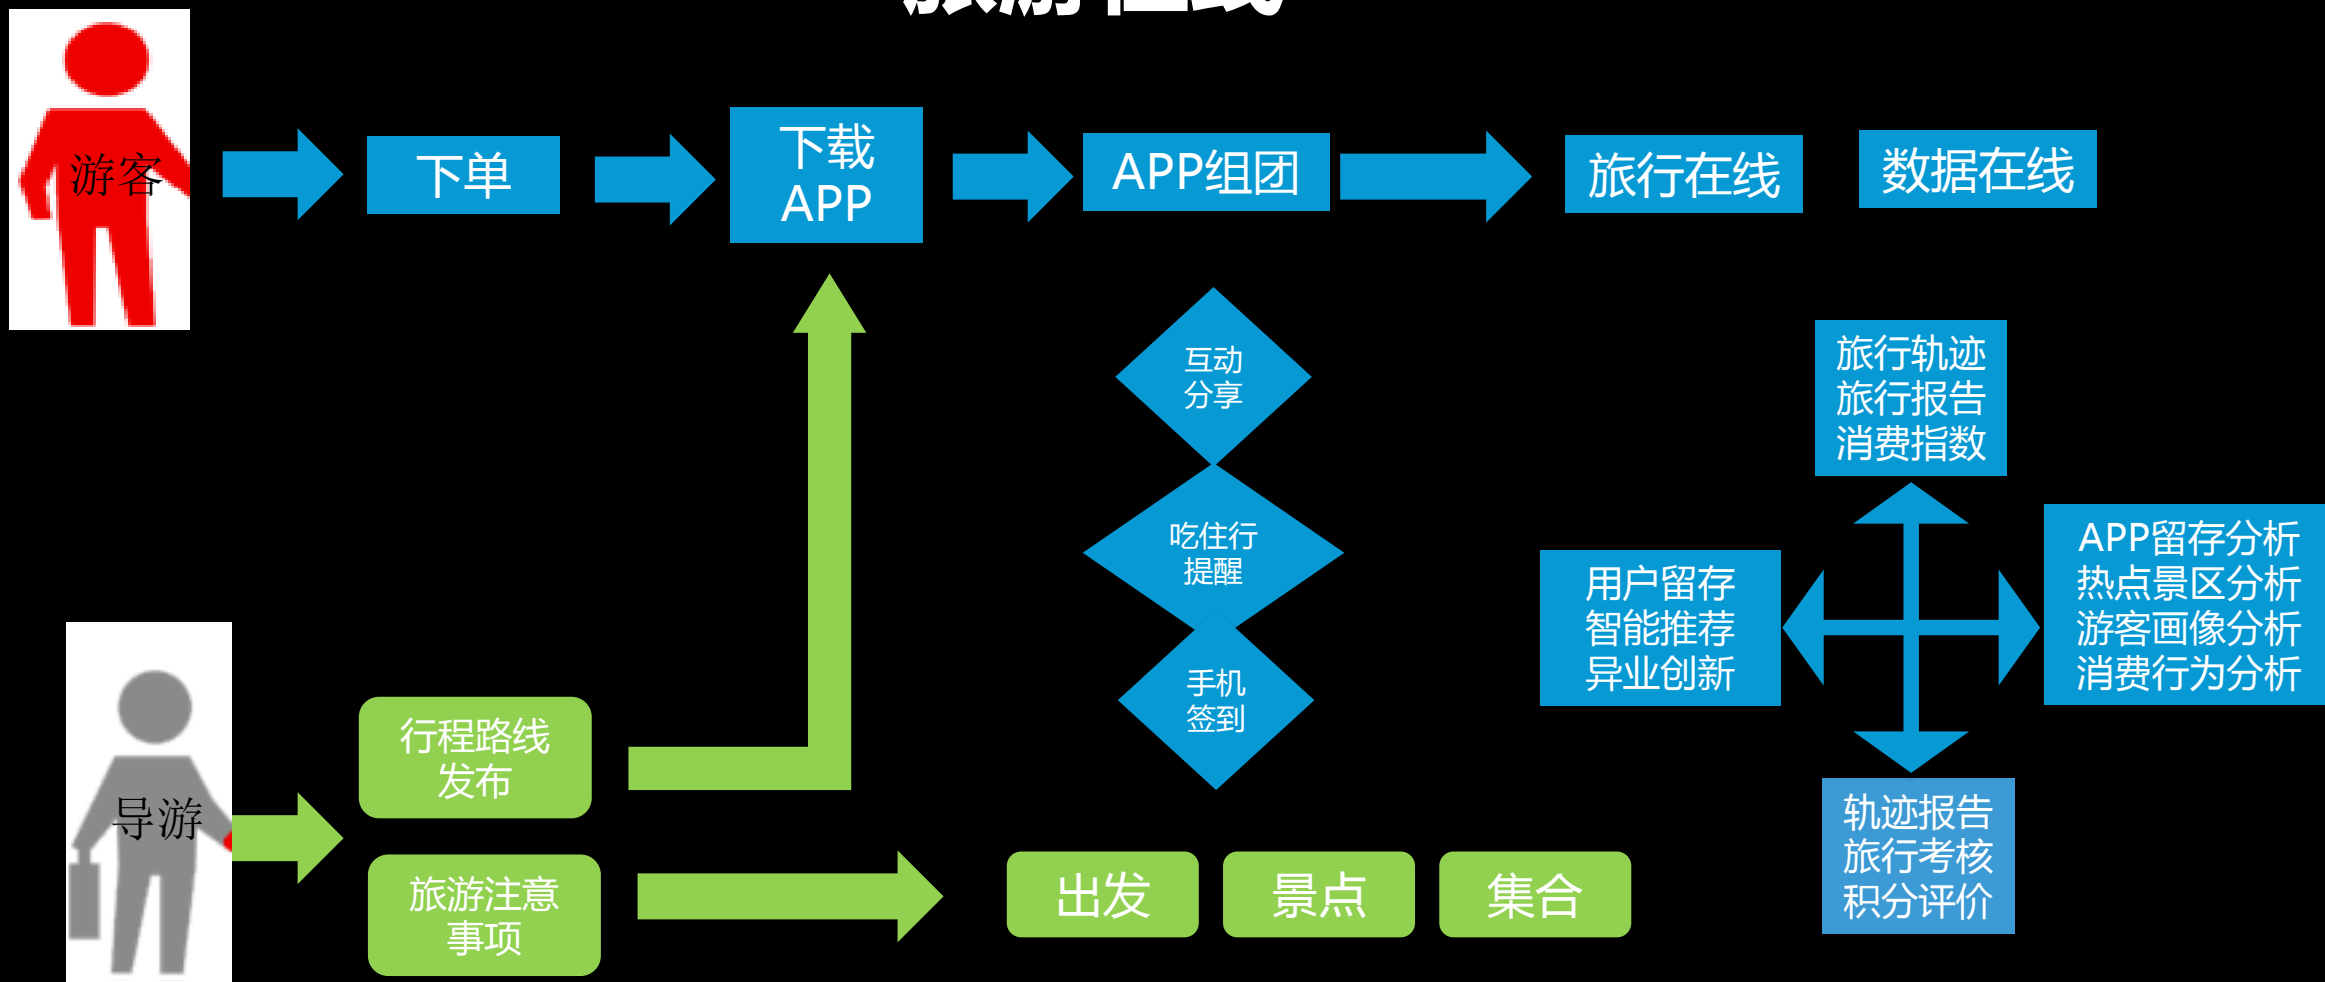 旅游在线
游客
下单
下载
APP
APP组团
旅行在线
数据在线
互动
分享
吃住行
提醒
手机
签到
旅行轨迹
旅行报告
消费指数
用户留存
智能推荐
异业创新
APP留存分析
热点景区分析
游客画像分析
消费行为分析
轨迹报告
旅行考核
积分评价
导游
行程路线
发布
旅游注意
事项
出发
景点
集合